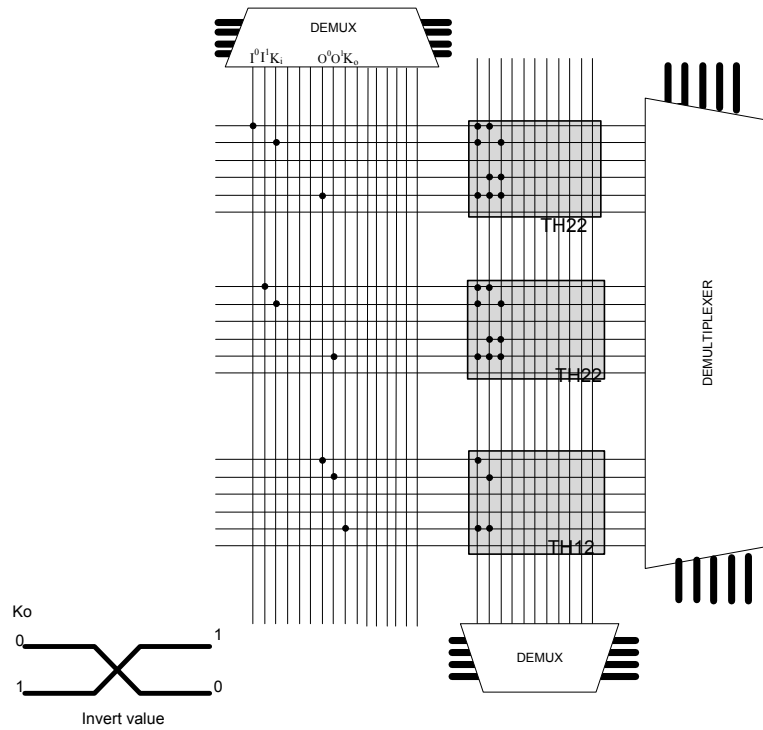 DEMUX
I⁰I¹Kᵢ O⁰O¹Kₒ
TH22
TH22
DEMULTIPLEXER
TH12
Ko
0 1
1 0
DEMUX
Invert value